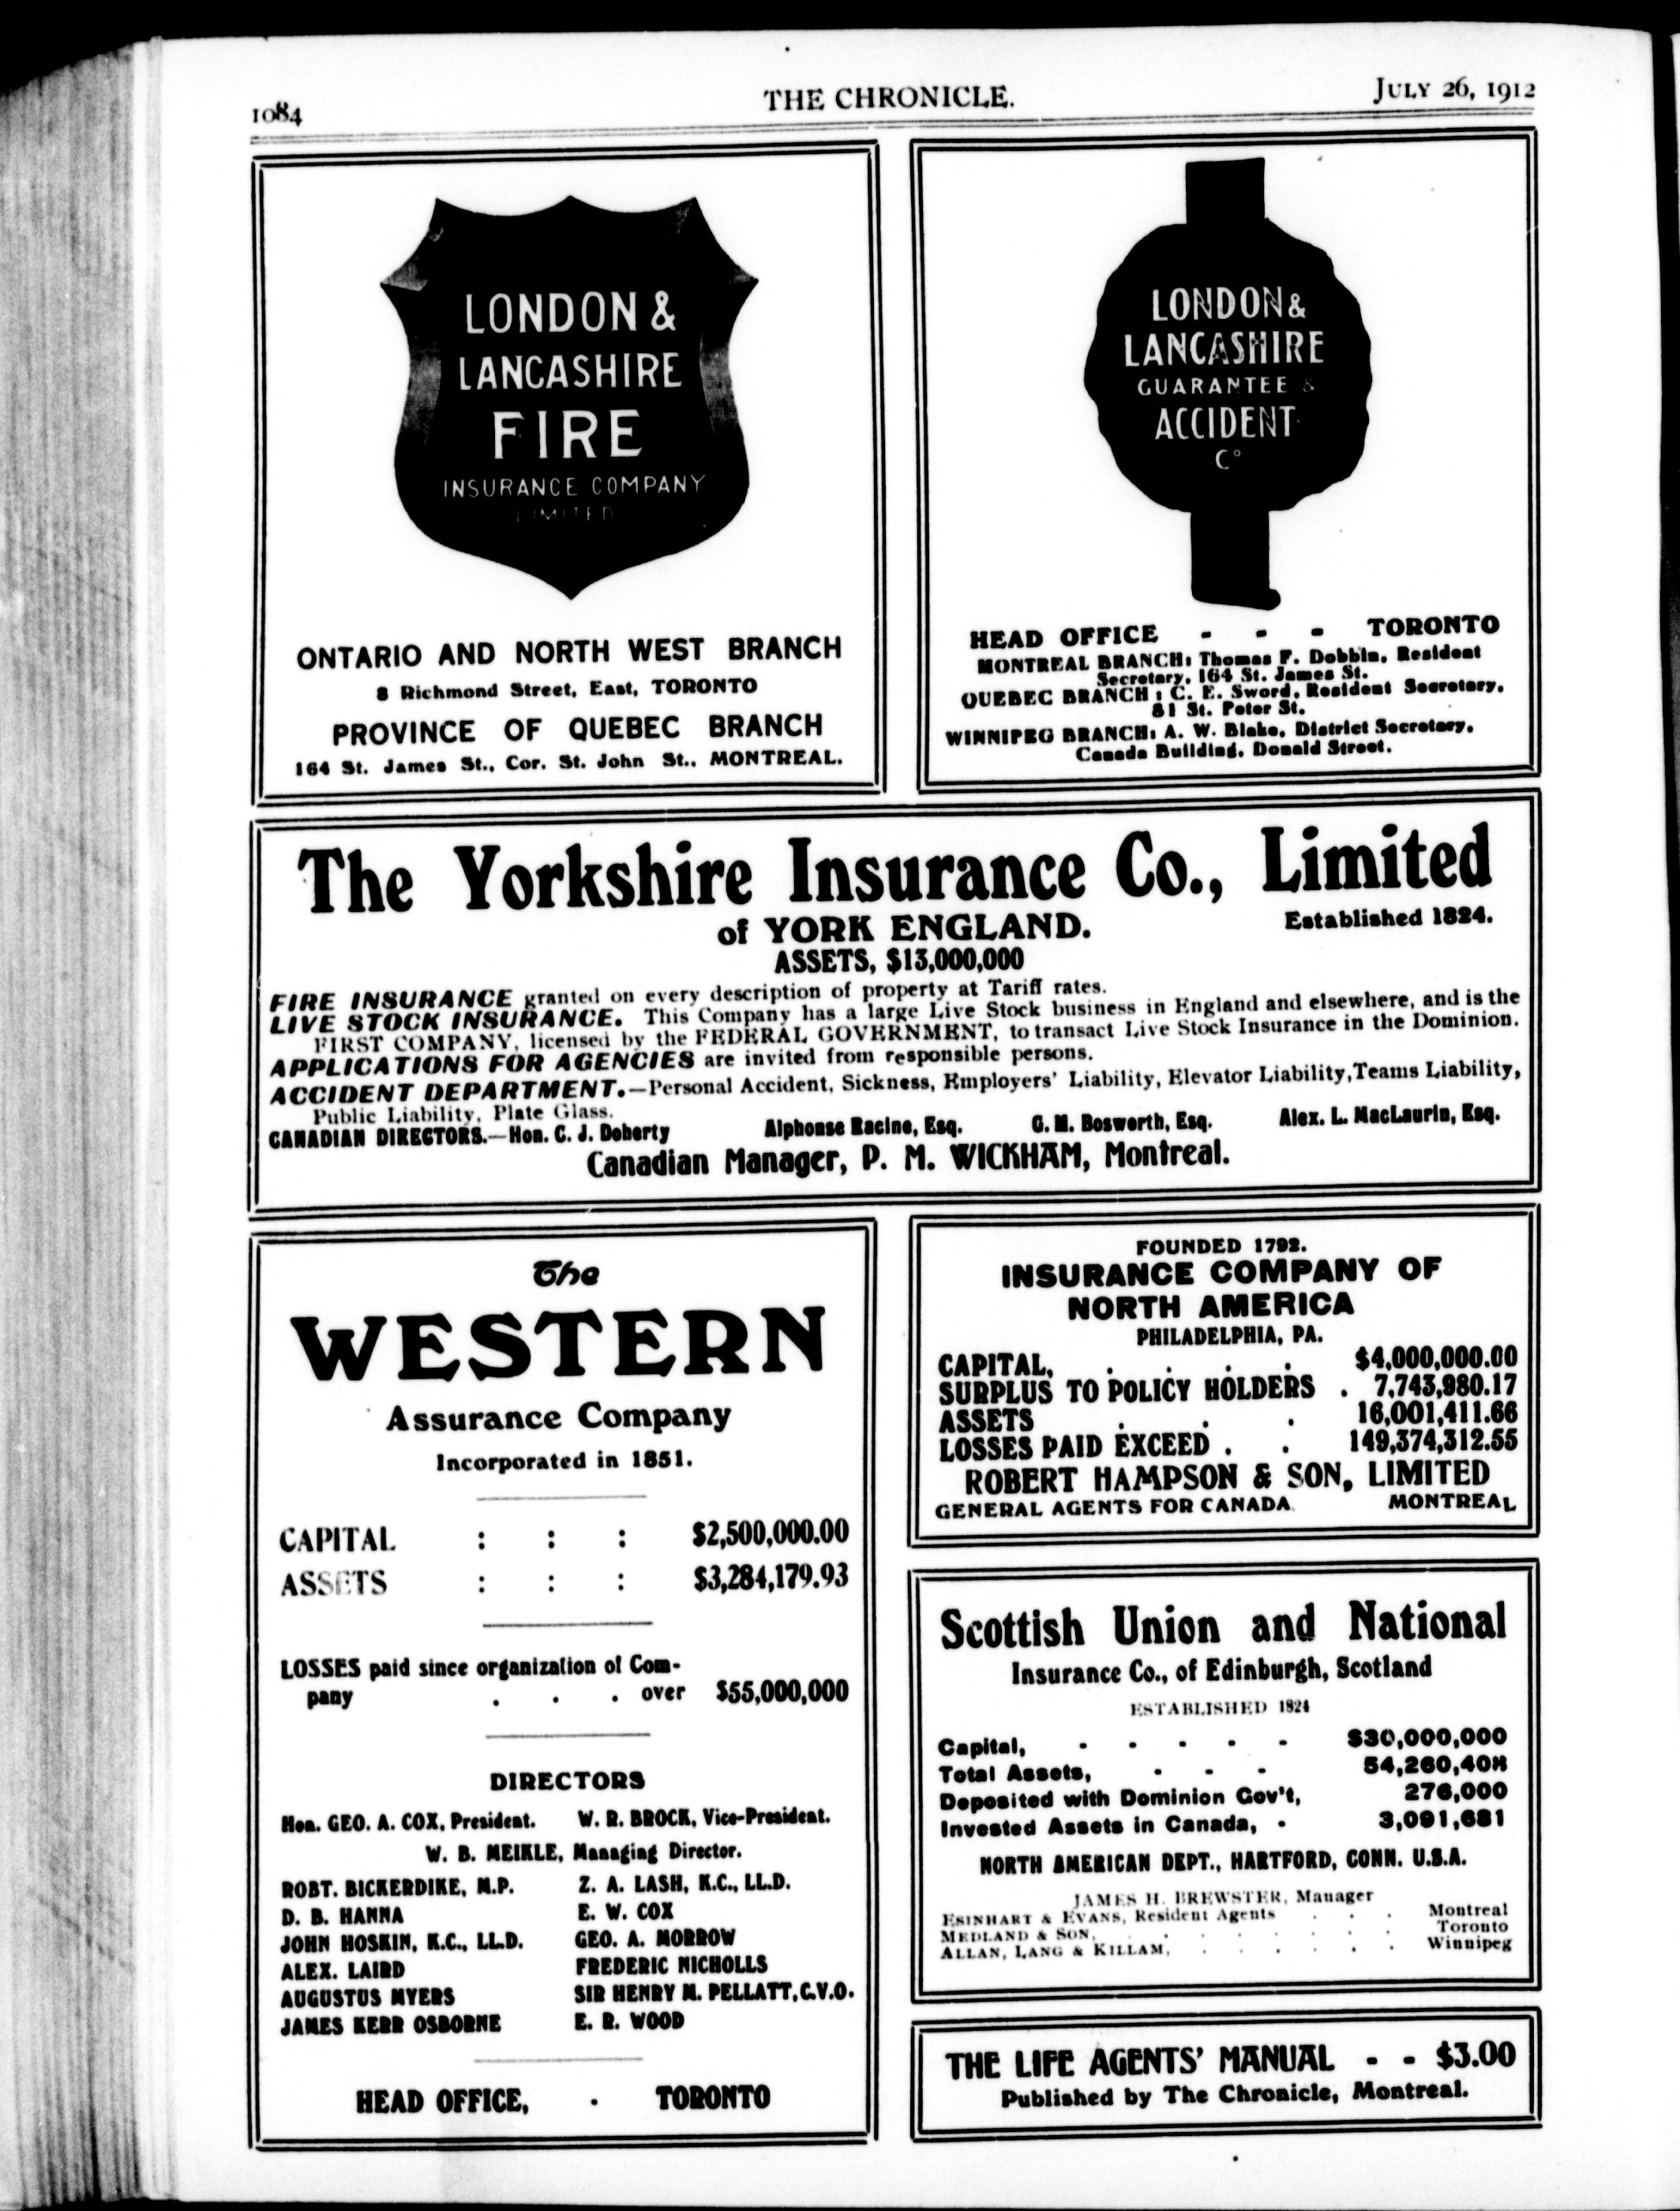 1084
THE CHRONICLE.
JULY 26, 1912
LONDON &
LANCASHIRE
FIRE
INSURANCE COMPANY
LIMITED
ONTARIO AND NORTH WEST BRANCH
8 Richmond Street, East, TORONTO
PROVINCE OF QUEBEC BRANCH
164 St. James St., Cor. St. John St., MONTREAL.
LONDON &
LANCASHIRE
GUARANTEE &
ACCIDENT
Co
HEAD OFFICE - - - TORONTO
MONTREAL BRANCH: Thomas F. Dobbin, Resident
Secretary, 164 St. James St.
QUEBEC BRANCH: C. E. Sword, Resident Secretary,
81 St. Peter St.
WINNIPEG BRANCH: A. W. Blake, District Secretary,
Canada Building, Donald Street.
The Yorkshire Insurance Co., Limited
of YORK ENGLAND.
Established 1824.
ASSETS, $13,000,000
FIRE INSURANCE granted on every description of property at Tariff rates.
LIVE STOCK INSURANCE. This Company has a large Live Stock business in England and elsewhere, and is the
FIRST COMPANY, licensed by the FEDERAL GOVERNMENT, to transact Live Stock Insurance in the Dominion.
APPLICATIONS FOR AGENCIES are invited from responsible persons.
ACCIDENT DEPARTMENT.—Personal Accident, Sickness, Employers' Liability, Elevator Liability, Teams Liability,
Public Liability, Plate Glass.
CANADIAN DIRECTORS.—Hon. C. J. Doherty Alphonse Racine, Esq. G. M. Bosworth, Esq. Alex. L. MacLaurin, Esq.
Canadian Manager, P. M. WICKHAM, Montreal.
The
WESTERN
Assurance Company
Incorporated in 1851.
CAPITAL : : : $2,500,000.00
ASSETS : : : $3,284,179.93
LOSSES paid since organization of Com-
pany . . . over $55,000,000
DIRECTORS
Hon. GEO. A. COX, President. W. R. BROCK, Vice-President.
W. B. MEIKLE, Managing Director.
ROBT. BICKERDIKE, M.P. Z. A. LASH, K.C., LL.D.
D. B. HANNA E. W. COX
JOHN HOSKIN, K.C., LL.D. GEO. A. MORROW
ALEX. LAIRD FREDERIC NICHOLLS
AUGUSTUS MYERS SIR HENRY M. PELLATT, C.V.O.
JAMES KERR OSBORNE E. R. WOOD
HEAD OFFICE, . TORONTO
FOUNDED 1792.
INSURANCE COMPANY OF
NORTH AMERICA
PHILADELPHIA, PA.
CAPITAL, . . . . $4,000,000.00
SURPLUS TO POLICY HOLDERS . 7,743,980.17
ASSETS . . . 16,001,411.66
LOSSES PAID EXCEED . . 149,374,312.55
ROBERT HAMPSON & SON, LIMITED
GENERAL AGENTS FOR CANADA. MONTREAL
Scottish Union and National
Insurance Co., of Edinburgh, Scotland
ESTABLISHED 1824
Capital, - - - - - $30,000,000
Total Assets, - - - 54,260,408
Deposited with Dominion Gov't, 276,000
Invested Assets in Canada, - 3,091,681
NORTH AMERICAN DEPT., HARTFORD, CONN. U.S.A.
JAMES H. BREWSTER, Manager
ESINHART & EVANS, Resident Agents . . . Montreal
MEDLAND & SON, . . . . . . . Toronto
ALLAN, LANG & KILLAM, . . . . . . Winnipeg
THE LIFE AGENTS' MANUAL - - $3.00
Published by The Chronicle, Montreal.